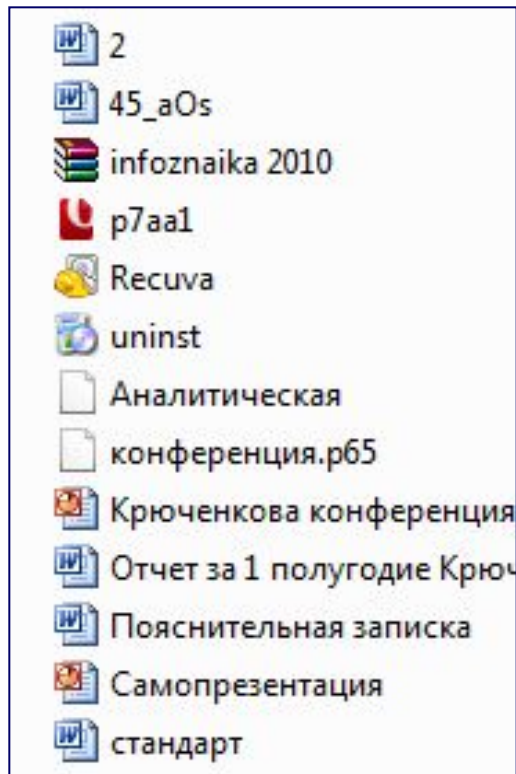 2
45_aOs
infoznaika 2010
p7aa1
Recuva
uninst
Аналитическая
конференция.p65
Крюченкова конференция
Отчет за 1 полугодие Крюч
Пояснительная записка
Самопрезентация
стандарт